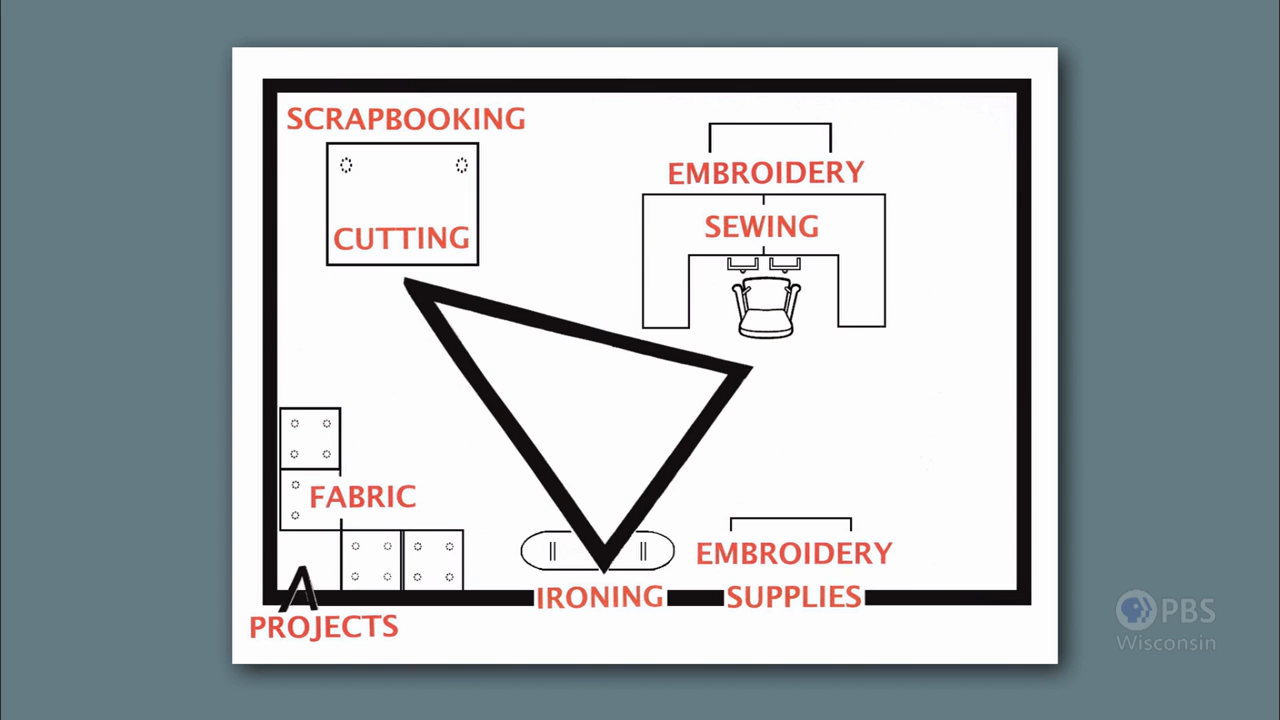 SCRAPBOOKING
CUTTING
EMBROIDERY
SEWING
FABRIC
PROJECTS
IRONING
EMBROIDERY
SUPPLIES
PBS
Wisconsin